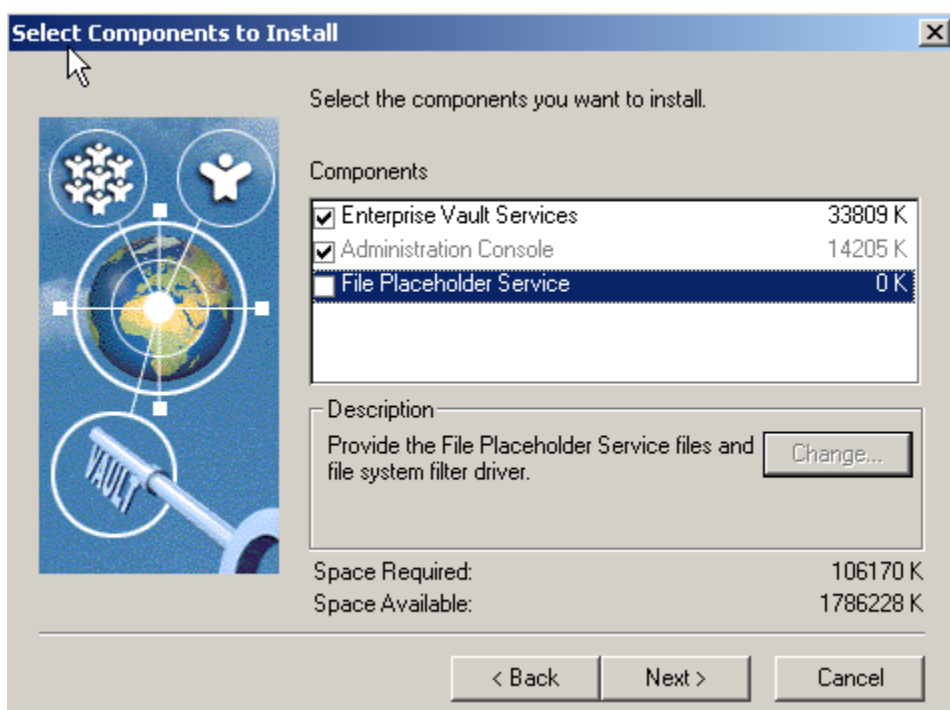 Select Components to Install
Select the components you want to install.
Components
Enterprise Vault Services 33809 K
Administration Console 14205 K
File Placeholder Service 0 K
Description
Provide the File Placeholder Service files and
file system filter driver.
Change...
VAULT
Space Required: 106170 K
Space Available: 1786228 K
< Back Next > Cancel